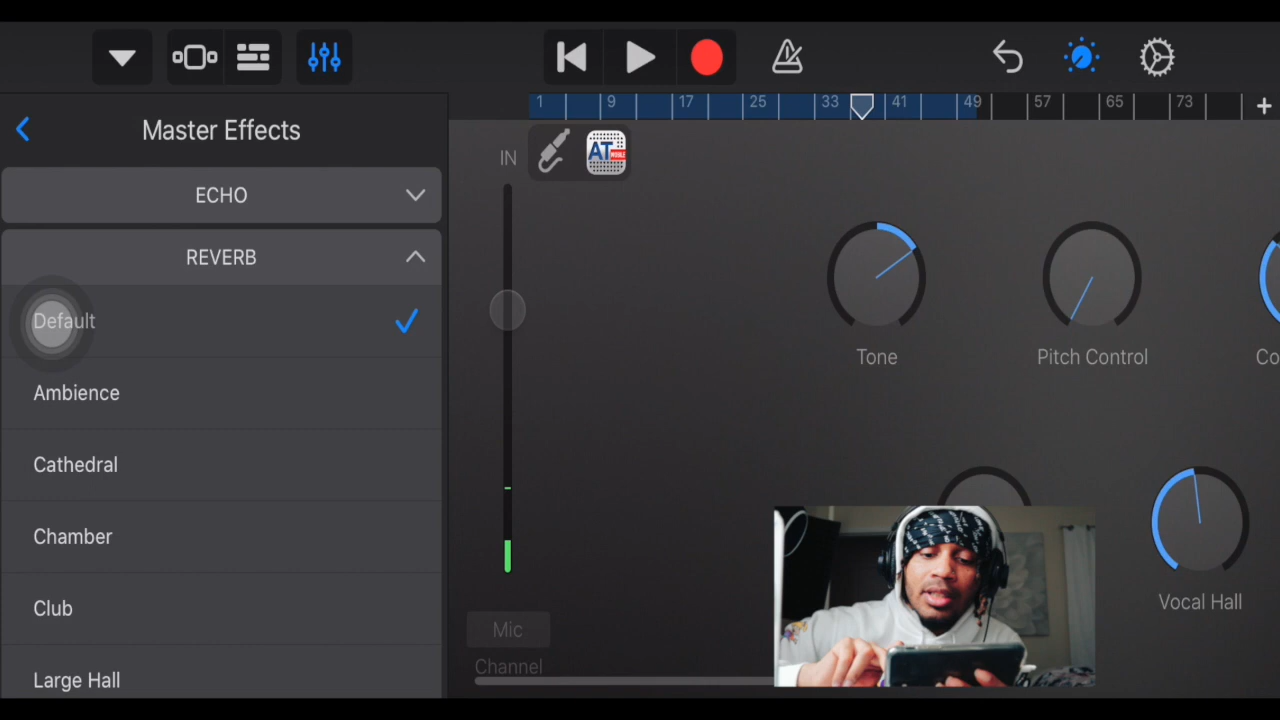 1 9 17 25 33 41 49 57 65 73
Master Effects
ECHO
REVERB
Default
Ambience
Cathedral
Chamber
Club
Large Hall
IN
AT
Tone
Pitch Control
Co
Vocal Hall
Mic
Channel